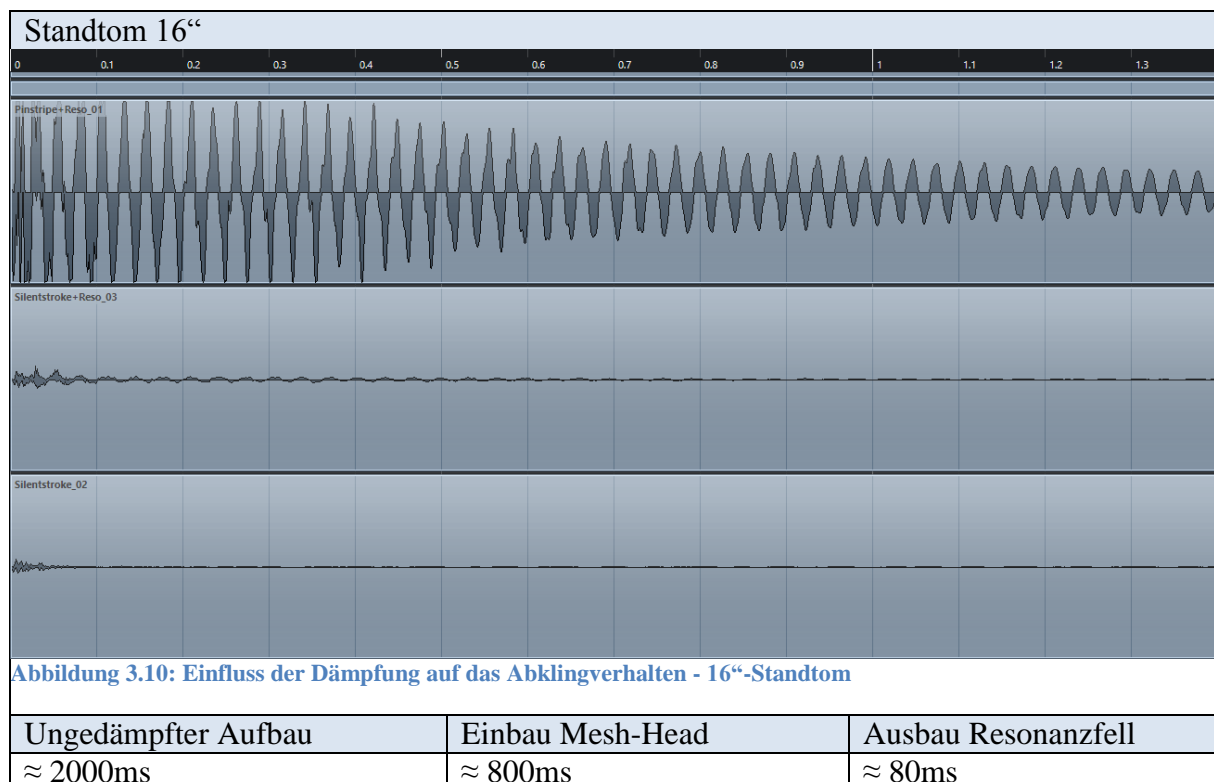 Standtom 16“
0 0.1 0.2 0.3 0.4 0.5 0.6 0.7 0.8 0.9 1 1.1 1.2 1.3
Pinstripe+Reso_01
Silentstroke+Reso_03
Silentstroke_02
Abbildung 3.10: Einfluss der Dämpfung auf das Abklingverhalten - 16“-Standtom
Ungedämpfter Aufbau Einbau Mesh-Head Ausbau Resonanzfell
≈ 2000ms ≈ 800ms ≈ 80ms